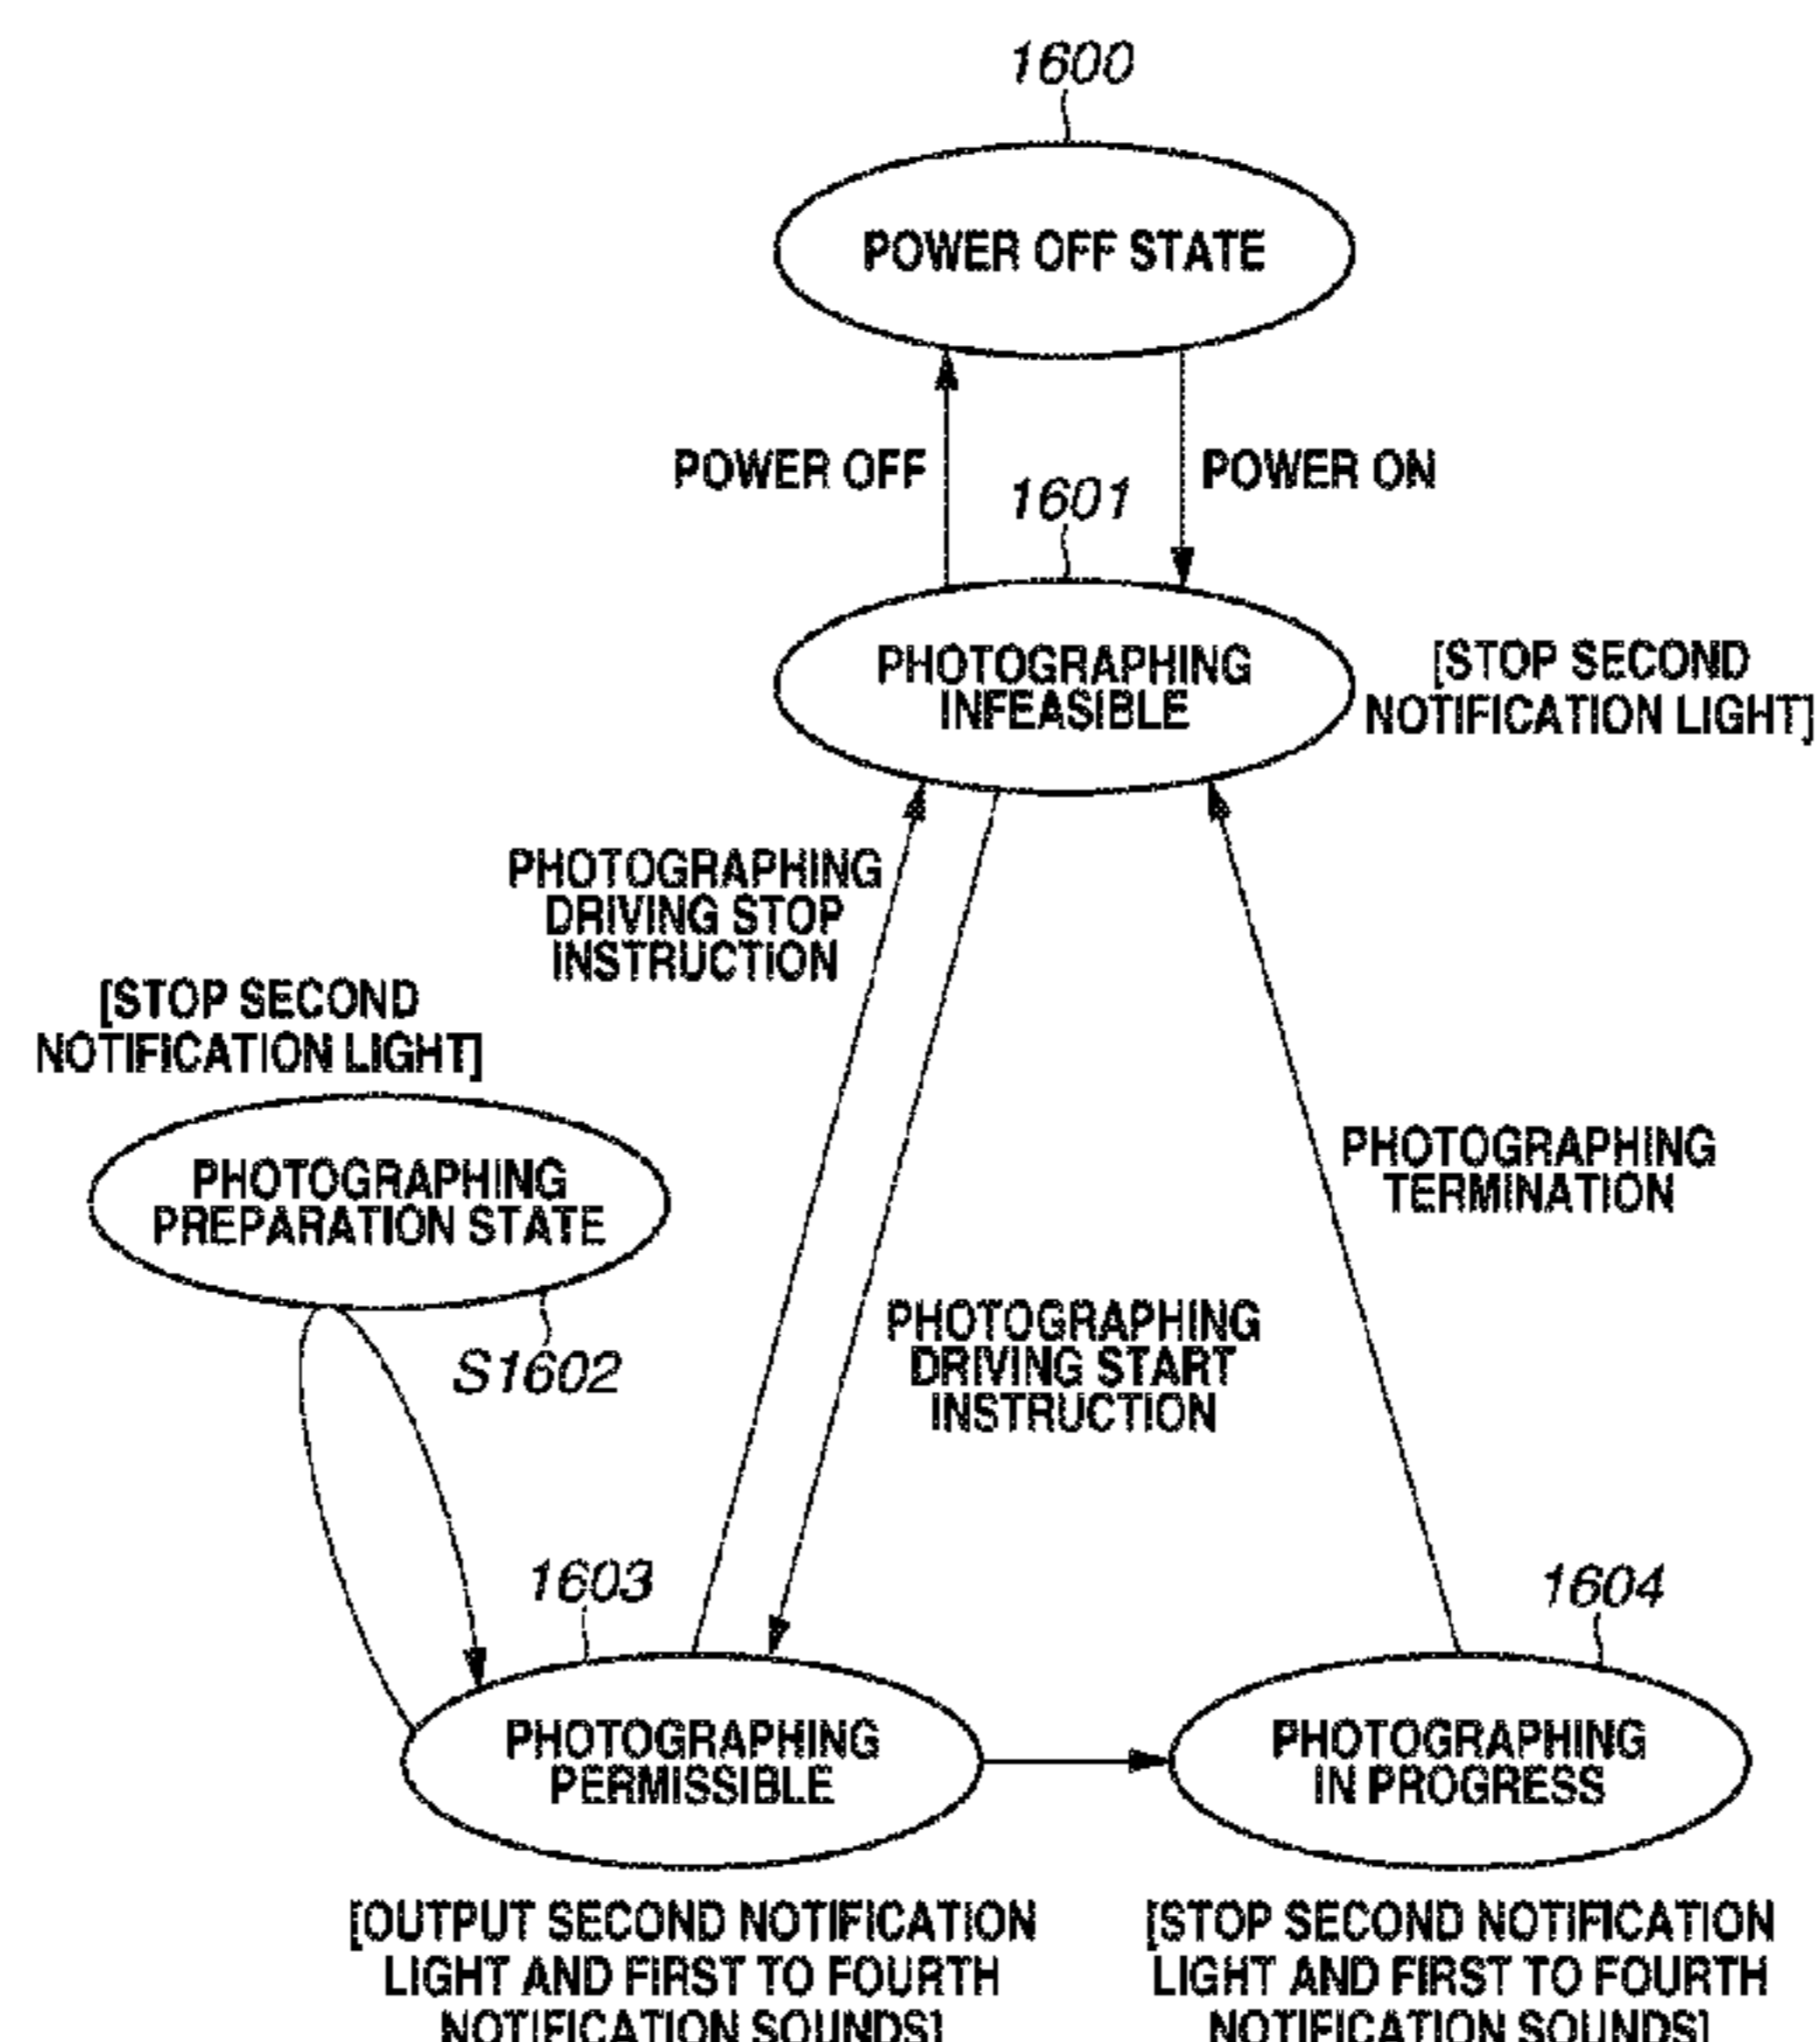 1600
POWER OFF STATE
POWER OFF
POWER ON
1601
PHOTOGRAPHING
INFEASIBLE
[STOP SECOND
NOTIFICATION LIGHT]
PHOTOGRAPHING
DRIVING STOP
INSTRUCTION
[STOP SECOND
NOTIFICATION LIGHT]
PHOTOGRAPHING
PREPARATION STATE
S1602
PHOTOGRAPHING
TERMINATION
PHOTOGRAPHING
DRIVING START
INSTRUCTION
1603
1604
PHOTOGRAPHING
PERMISSIBLE
PHOTOGRAPHING
IN PROGRESS
[OUTPUT SECOND NOTIFICATION
LIGHT AND FIRST TO FOURTH
NOTIFICATION SOUNDS]
[STOP SECOND NOTIFICATION
LIGHT AND FIRST TO FOURTH
NOTIFICATION SOUNDS]